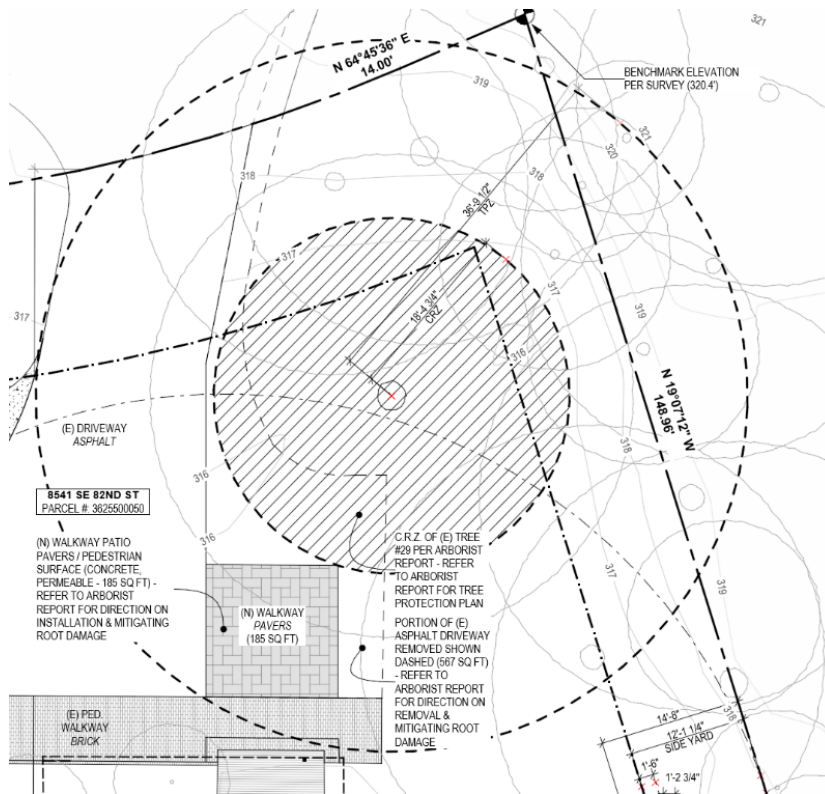 321
N 64°45'36" E
14.00'
BENCHMARK ELEVATION
PER SURVEY (320.4')
319
321
320
318
318
36'-9 1/2"
TPZ
317
317
317
18'-4 3/4"
CRZ
319
316
N 19°07'12" W
148.96'
(E) DRIVEWAY
ASPHALT
318
316
8541 SE 82ND ST
PARCEL #: 3625500050
316
(N) WALKWAY PATIO
PAVERS / PEDESTRIAN
SURFACE (CONCRETE,
PERMEABLE - 185 SQ FT) -
REFER TO ARBORIST
REPORT FOR DIRECTION ON
INSTALLATION & MITIGATING
ROOT DAMAGE
C.R.Z. OF (E) TREE
#29 PER ARBORIST
REPORT - REFER
TO ARBORIST
REPORT FOR TREE
PROTECTION PLAN
317
319
(N) WALKWAY
PAVERS
(185 SQ FT)
PORTION OF (E)
ASPHALT DRIVEWAY
REMOVED SHOWN
DASHED (567 SQ FT)
- REFER TO
ARBORIST REPORT
FOR DIRECTION ON
REMOVAL &
MITIGATING ROOT
DAMAGE
(E) PED.
WALKWAY
BRICK
318
14'-6"
12'-1 1/4"
SIDE YARD
1'-6"
1'-2 3/4"